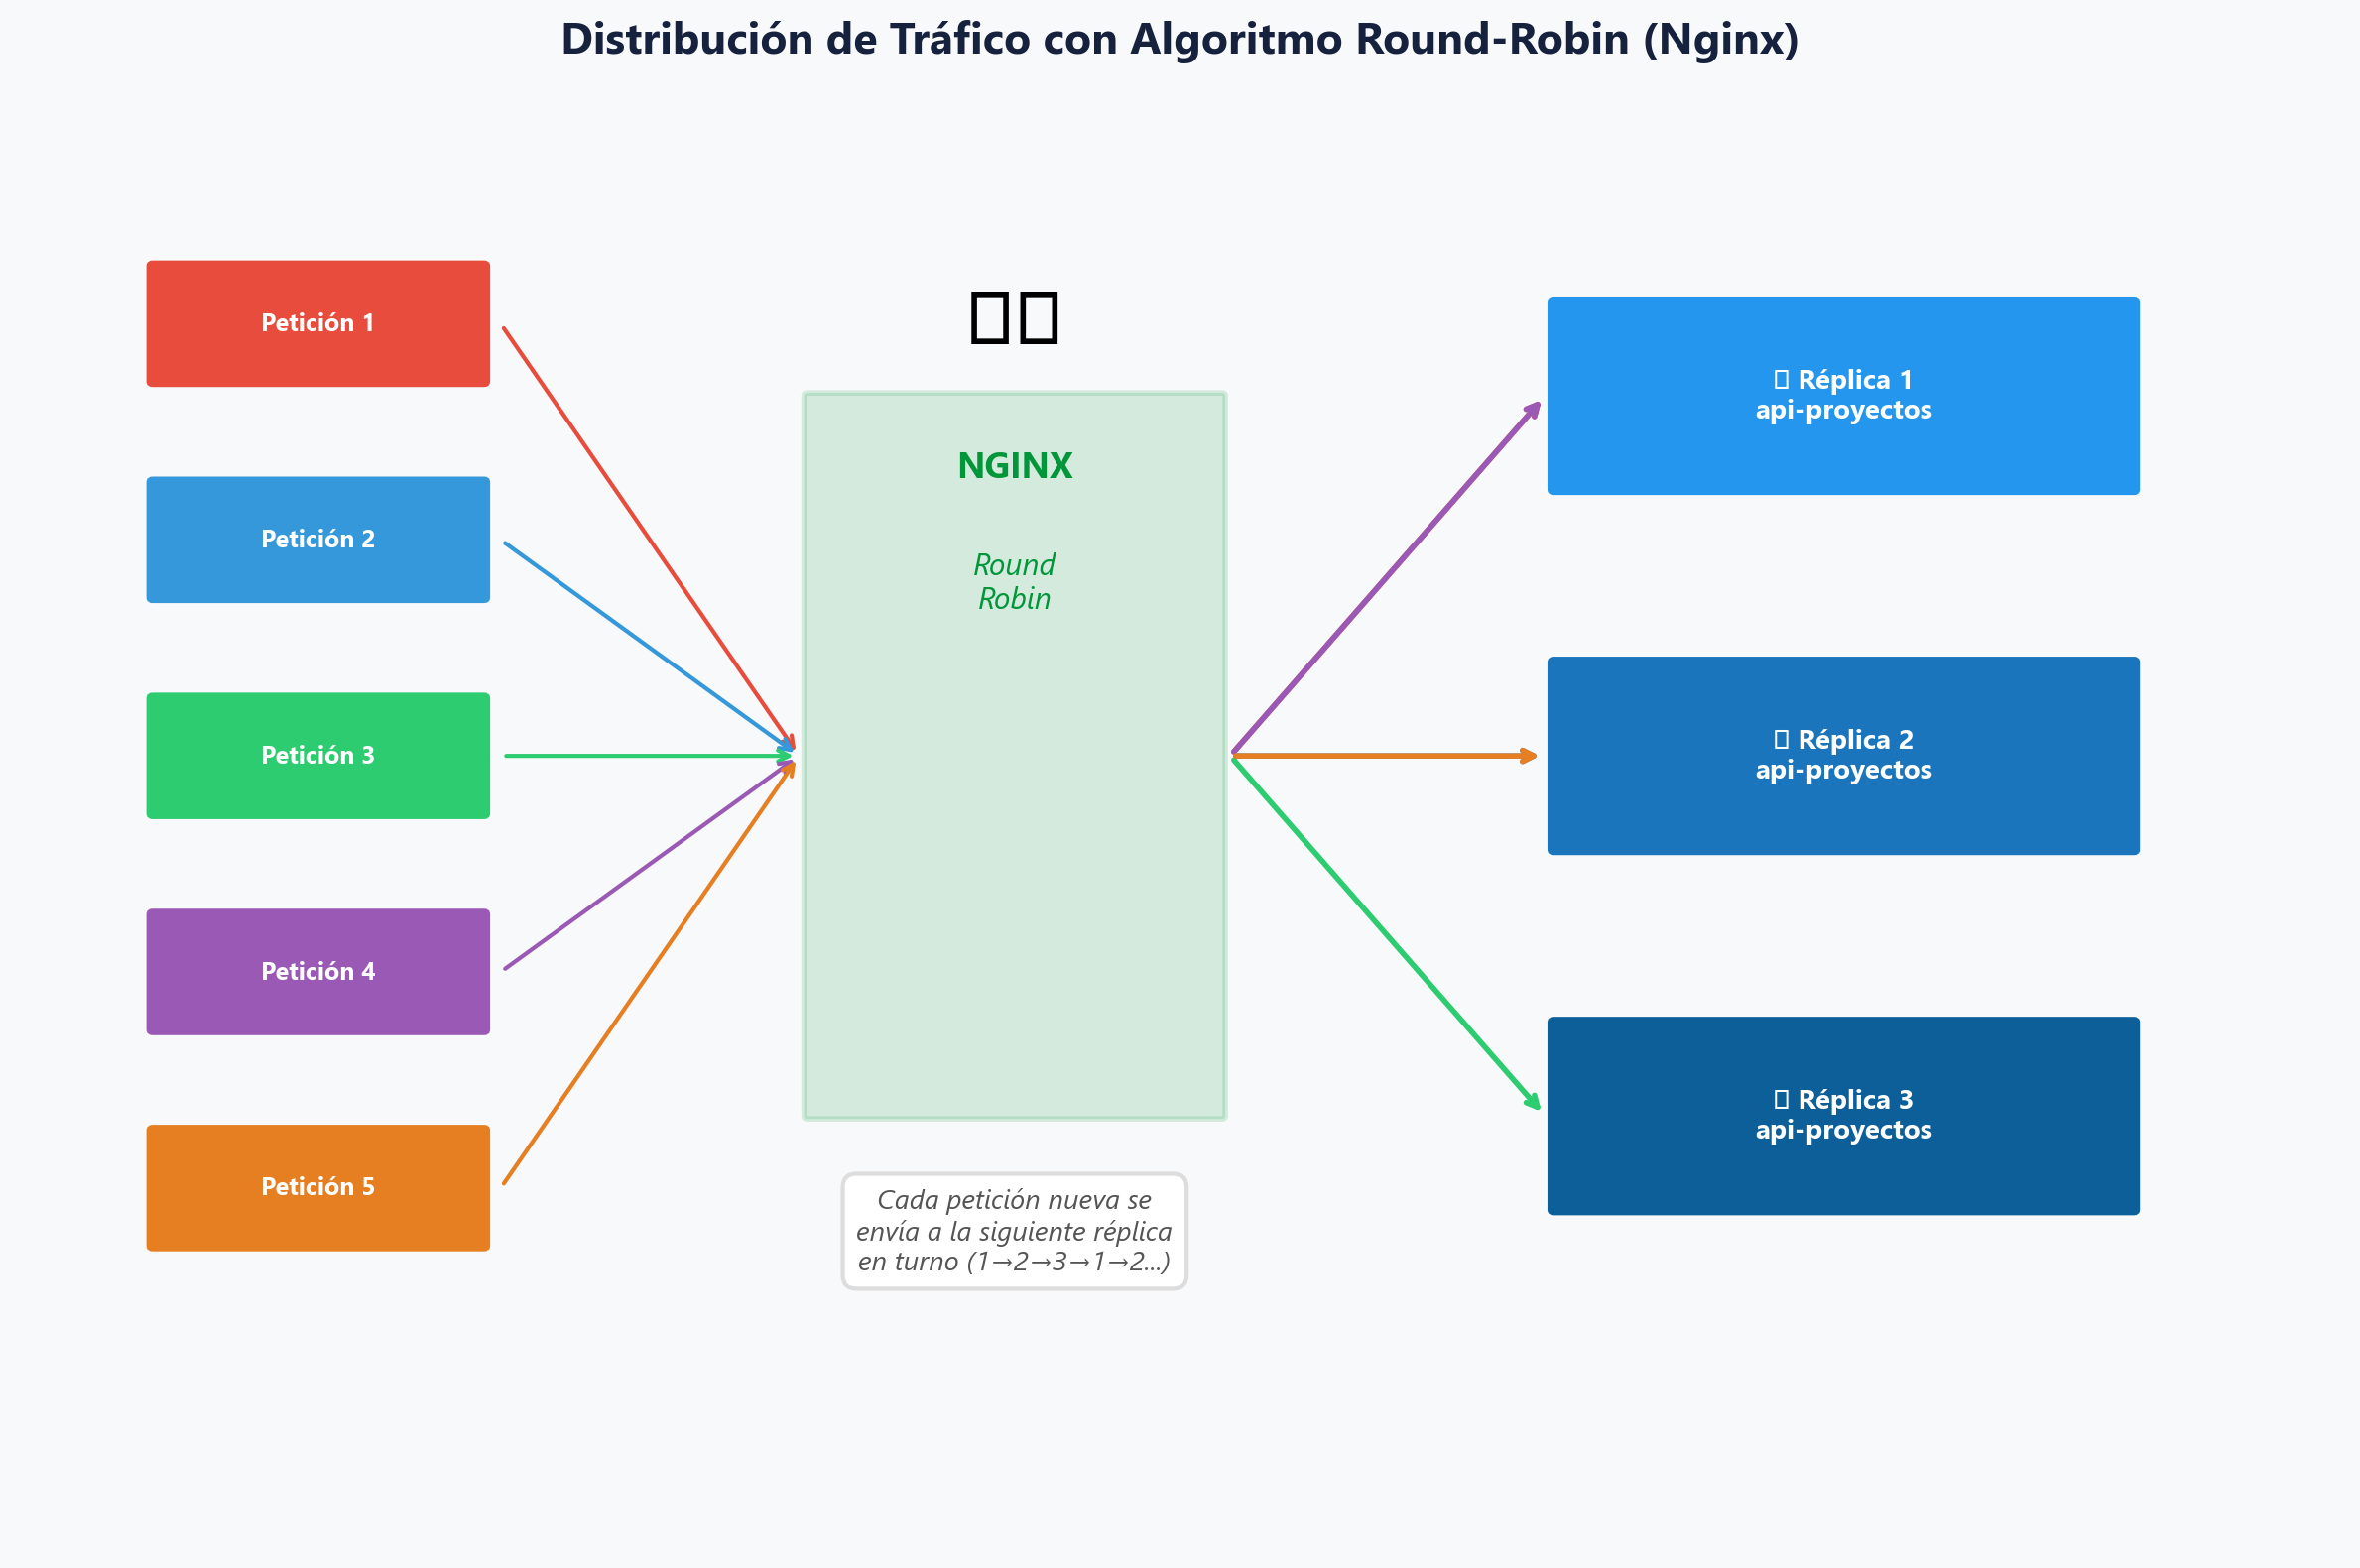 Distribución de Tráfico con Algoritmo Round-Robin (Nginx)
Petición 1
Petición 2
Petición 3
Petición 4
Petición 5
NGINX
Round
Robin
Cada petición nueva se
envía a la siguiente réplica
en turno (1→2→3→1→2...)
Réplica 1
api-proyectos
Réplica 2
api-proyectos
Réplica 3
api-proyectos